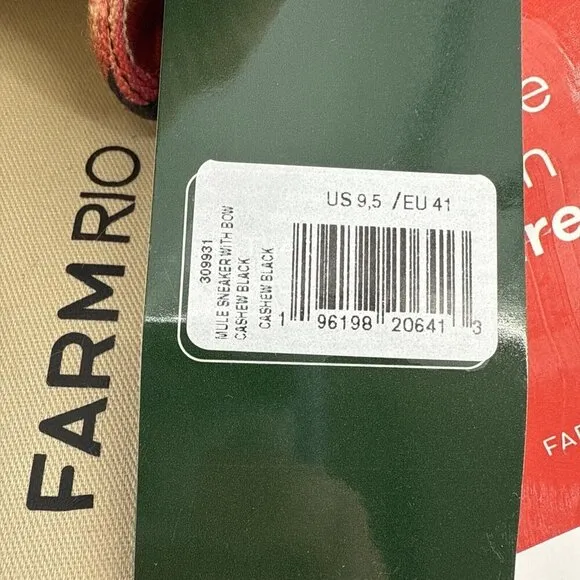 FARM RIO
US 9,5 / EU 41
309931
MULE SNEAKER WITH BOW
CASHEW BLACK
CASHEW BLACK
1 96198 20641 3
e
n
re
FAR